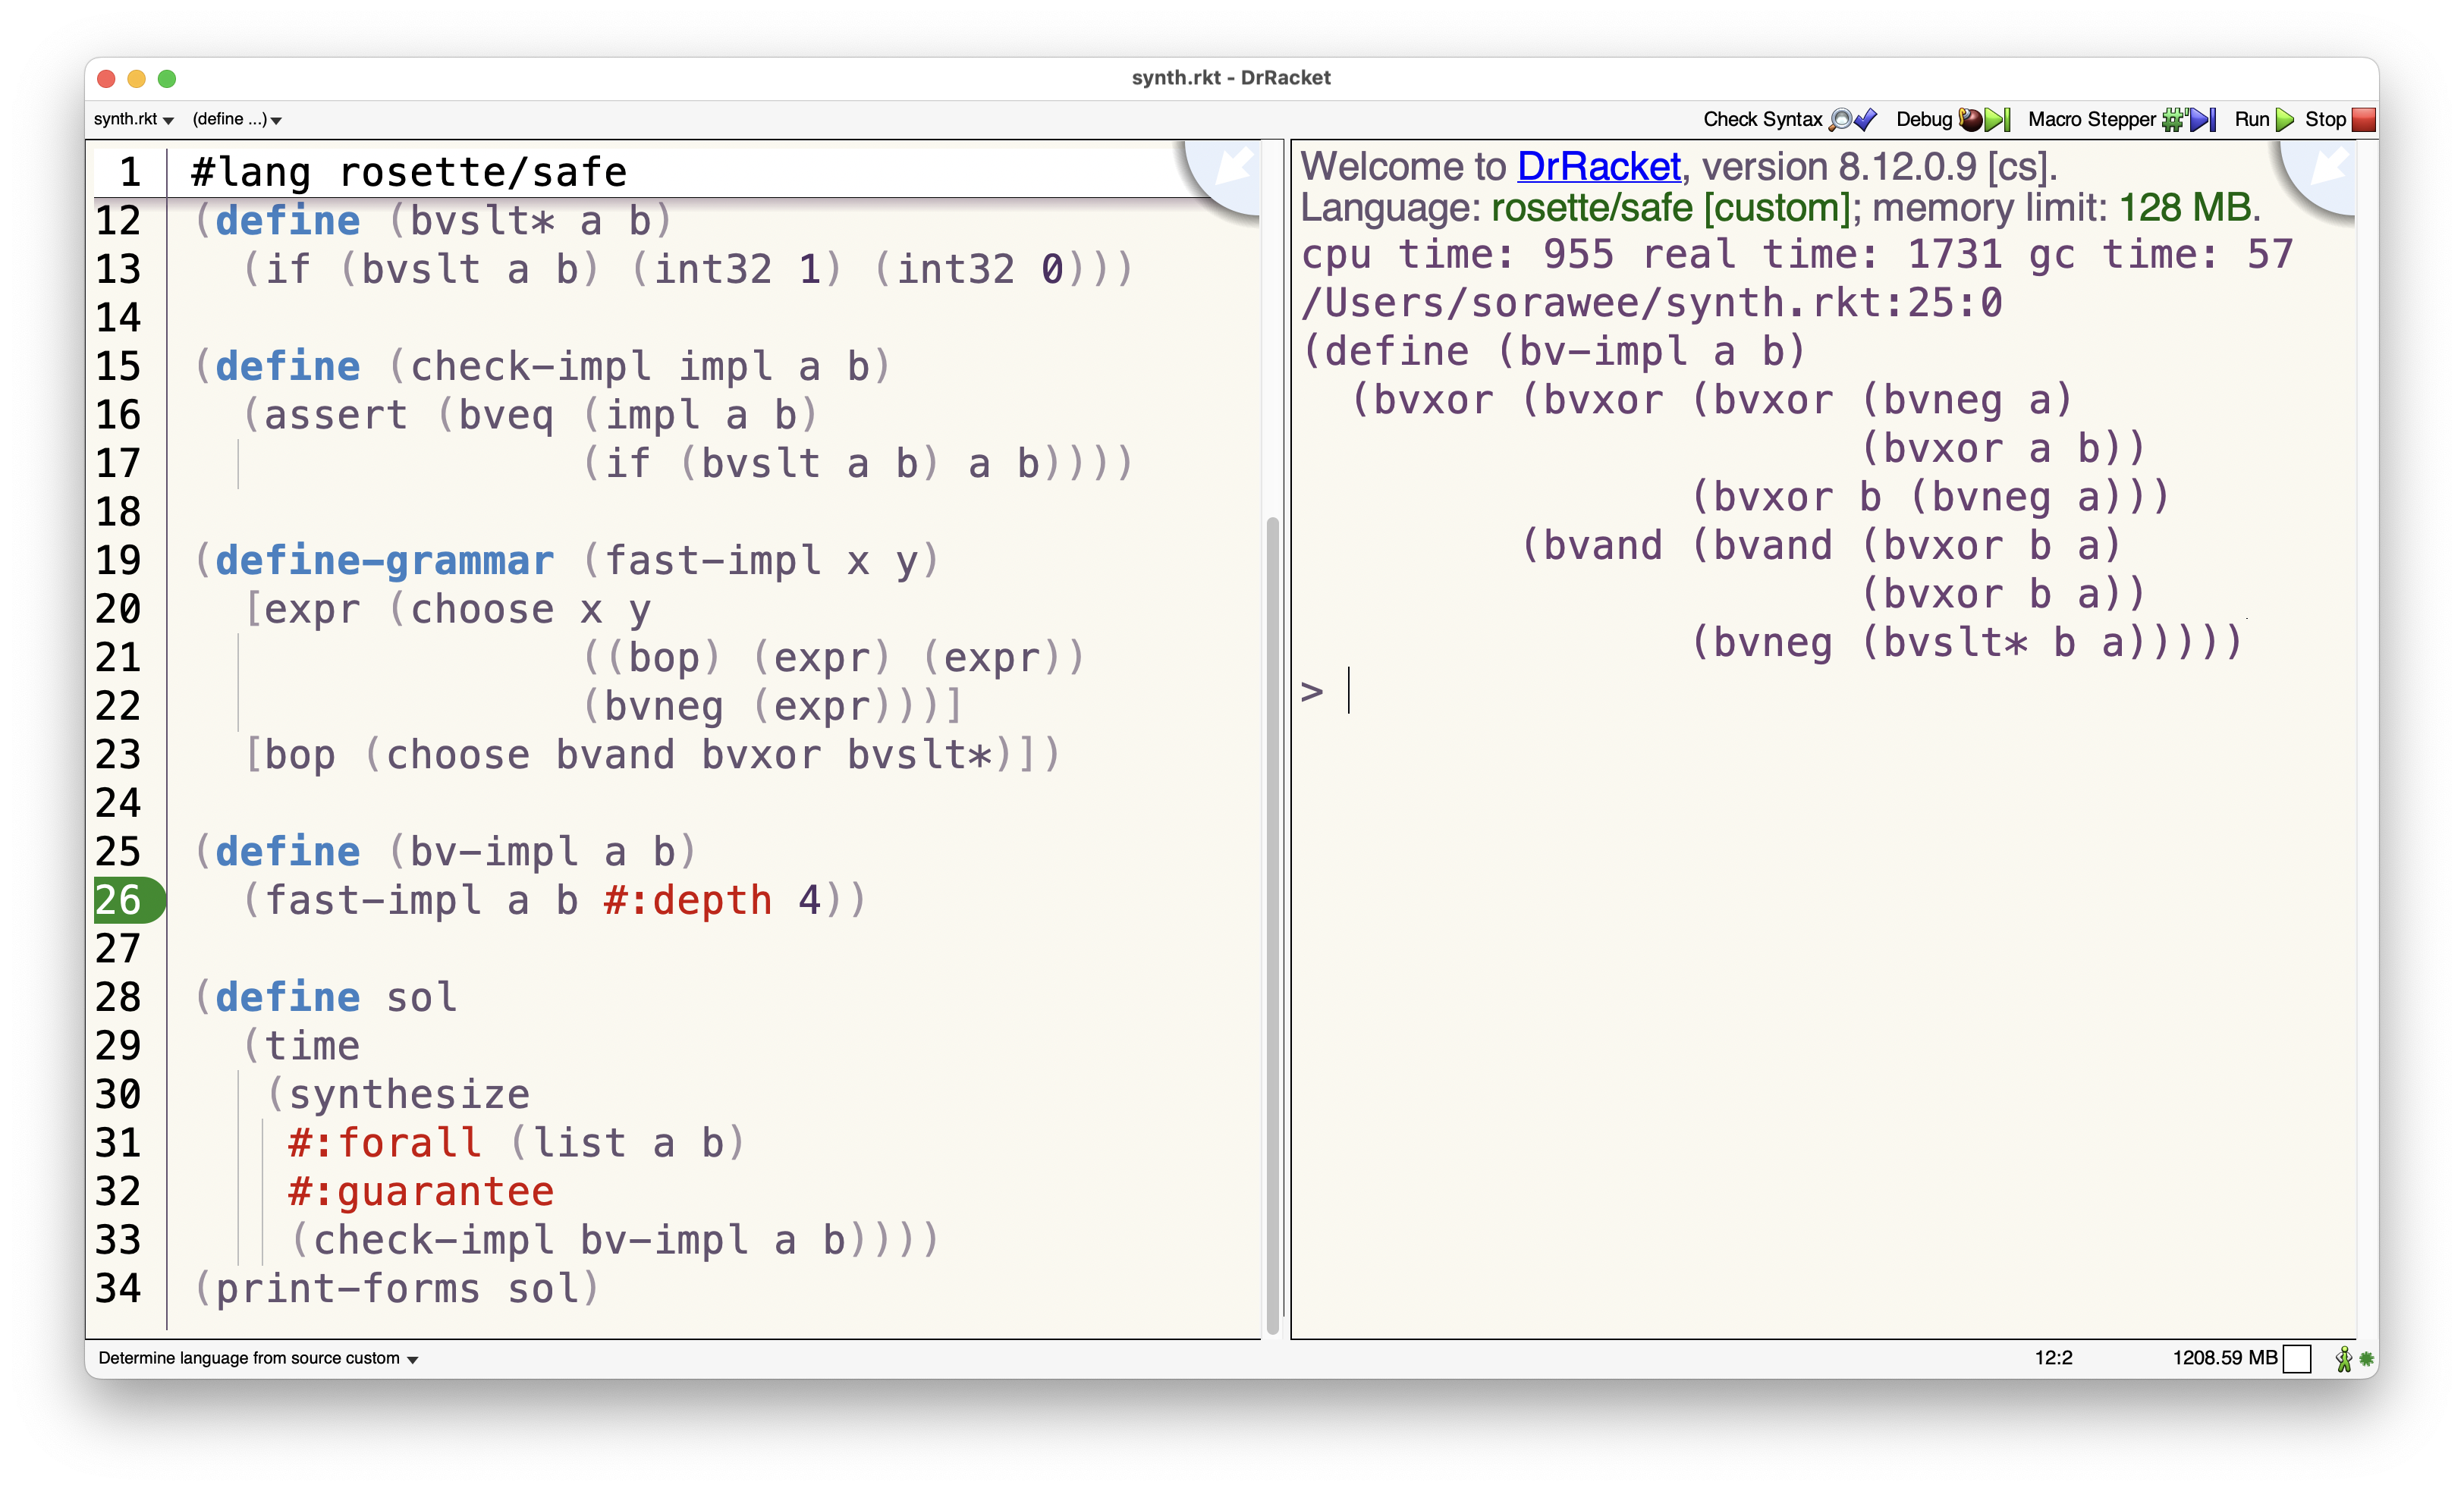 synth.rkt - DrRacket
synth.rkt (define ...) Check Syntax Debug Macro Stepper Run Stop
1 #lang rosette/safe
12 (define (bvslt* a b)
13   (if (bvslt a b) (int32 1) (int32 0)))
14
15 (define (check-impl impl a b)
16   (assert (bveq (impl a b)
17                 (if (bvslt a b) a b))))
18
19 (define-grammar (fast-impl x y)
20   [expr (choose x y
21                 ((bop) (expr) (expr))
22                 (bvneg (expr)))]
23   [bop (choose bvand bvxor bvslt*)])
24
25 (define (bv-impl a b)
26   (fast-impl a b #:depth 4))
27
28 (define sol
29   (time
30    (synthesize
31     #:forall (list a b)
32     #:guarantee
33     (check-impl bv-impl a b))))
34 (print-forms sol)
Welcome to DrRacket, version 8.12.0.9 [cs].
Language: rosette/safe [custom]; memory limit: 128 MB.
cpu time: 955 real time: 1731 gc time: 57
/Users/sorawee/synth.rkt:25:0
(define (bv-impl a b)
  (bvxor (bvxor (bvxor (bvneg a)
                       (bvxor a b))
                (bvxor b (bvneg a)))
         (bvand (bvand (bvxor b a)
                       (bvxor b a))
                (bvneg (bvslt* b a)))))
>
Determine language from source custom 12:2 1208.59 MB